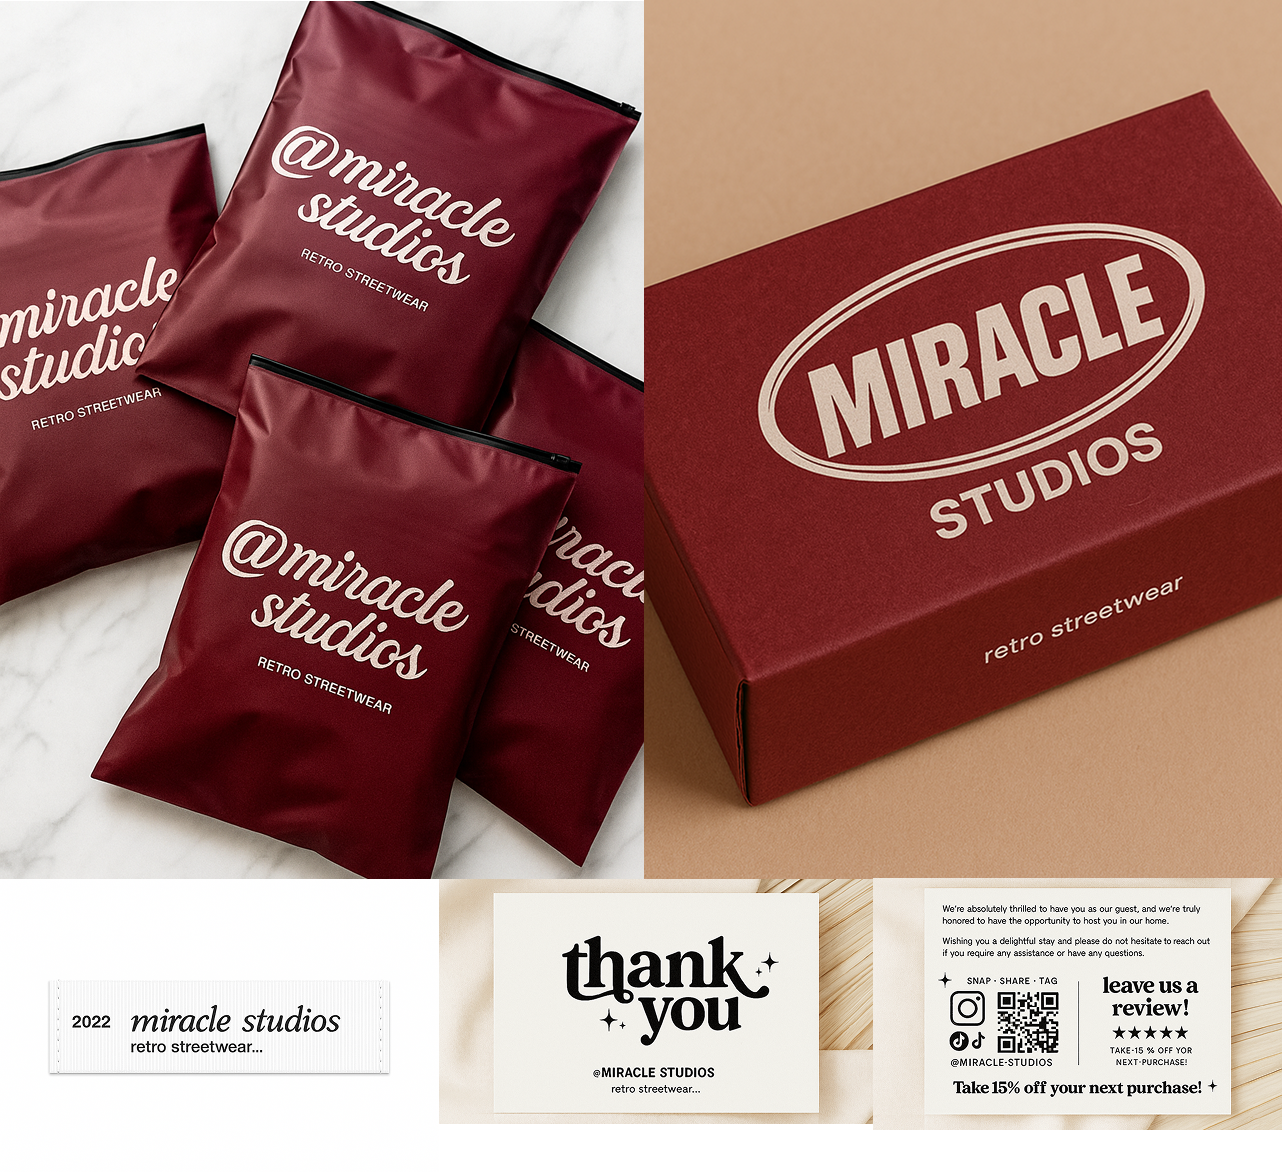 @miracle
studios
RETRO STREETWEAR
miracle
studios
RETRO STREETWEAR
@miracle
studios
RETRO STREETWEAR
STREETWEAR
MIRACLE
STUDIOS
retro streetwear
2022 miracle studios
retro streetwear...
thank
you
@MIRACLE STUDIOS
retro streetwear...
We're absolutely thrilled to have you as our guest, and we're truly
honored to have the opportunity to host you in our home.
Wishing you a delightful stay and please do not hesitate to reach out
if you require any assistance or have any questions.
SNAP · SHARE · TAG
@MIRACLE-STUDIOS
leave us a
review!
TAKE-15 % OFF YOR
NEXT-PURCHASE!
Take 15% off your next purchase!